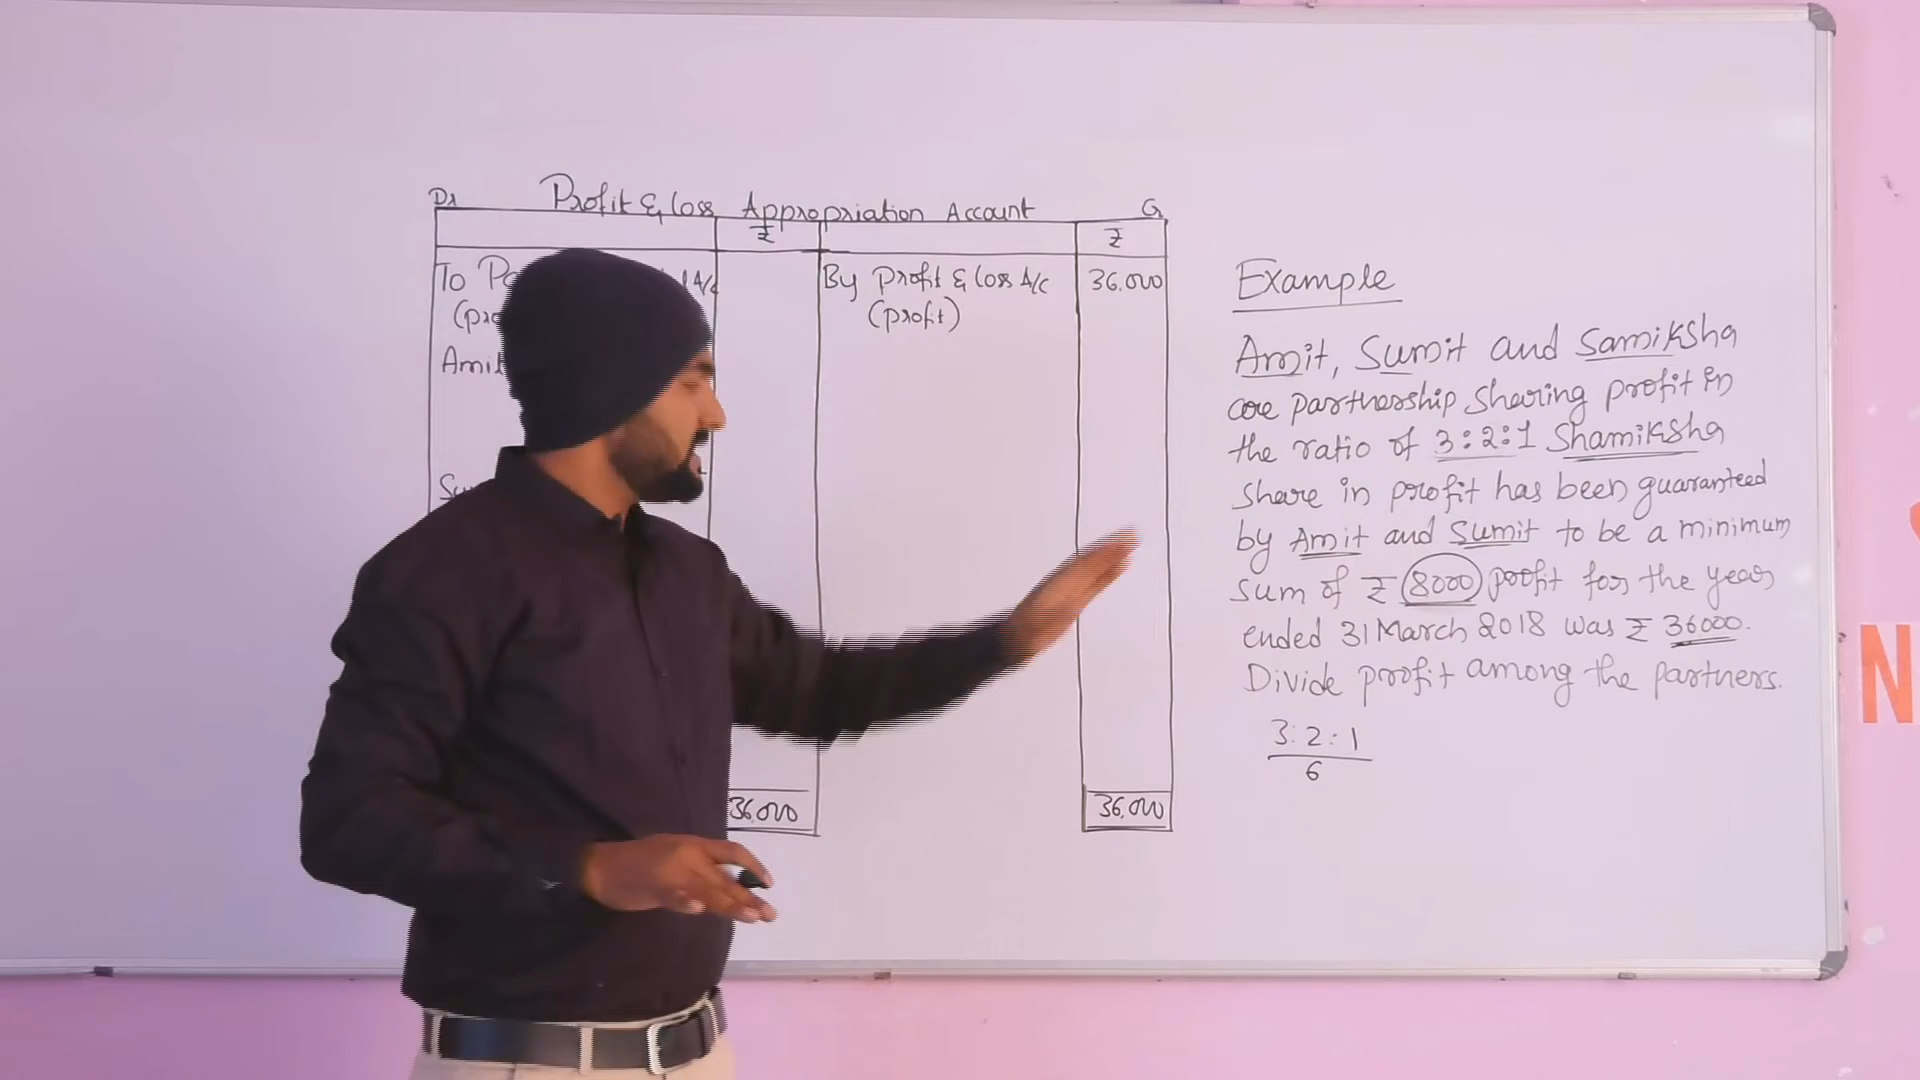 Dr Profit & Loss Appropriation Account Cr
₹ ₹
To A/c By Profit & Loss A/c 36,000
(profit)
Amit
36,000 36,000
Example
Amit, Sumit and Samiksha
are partnership sharing profit in
the ratio of 3:2:1 Shamiksha
share in profit has been guaranteed
by Amit and Sumit to be a minimum
sum of ₹ 8000 profit for the year
ended 31 March 2018 was ₹ 36000.
Divide profit among the partners.
3:2:1
6
N